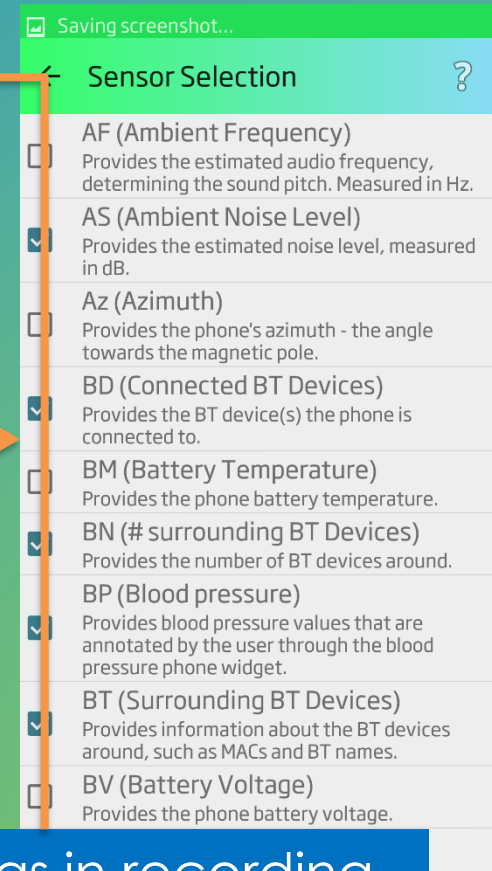 Saving screenshot...
Sensor Selection ?
AF (Ambient Frequency)
Provides the estimated audio frequency,
determining the sound pitch. Measured in Hz.
AS (Ambient Noise Level)
Provides the estimated noise level, measured
in dB.
Az (Azimuth)
Provides the phone's azimuth - the angle
towards the magnetic pole.
BD (Connected BT Devices)
Provides the BT device(s) the phone is
connected to.
BM (Battery Temperature)
Provides the phone battery temperature.
BN (# surrounding BT Devices)
Provides the number of BT devices around.
BP (Blood pressure)
Provides blood pressure values that are
annotated by the user through the blood
pressure phone widget.
BT (Surrounding BT Devices)
Provides information about the BT devices
around, such as MACs and BT names.
BV (Battery Voltage)
Provides the phone battery voltage.
in recording